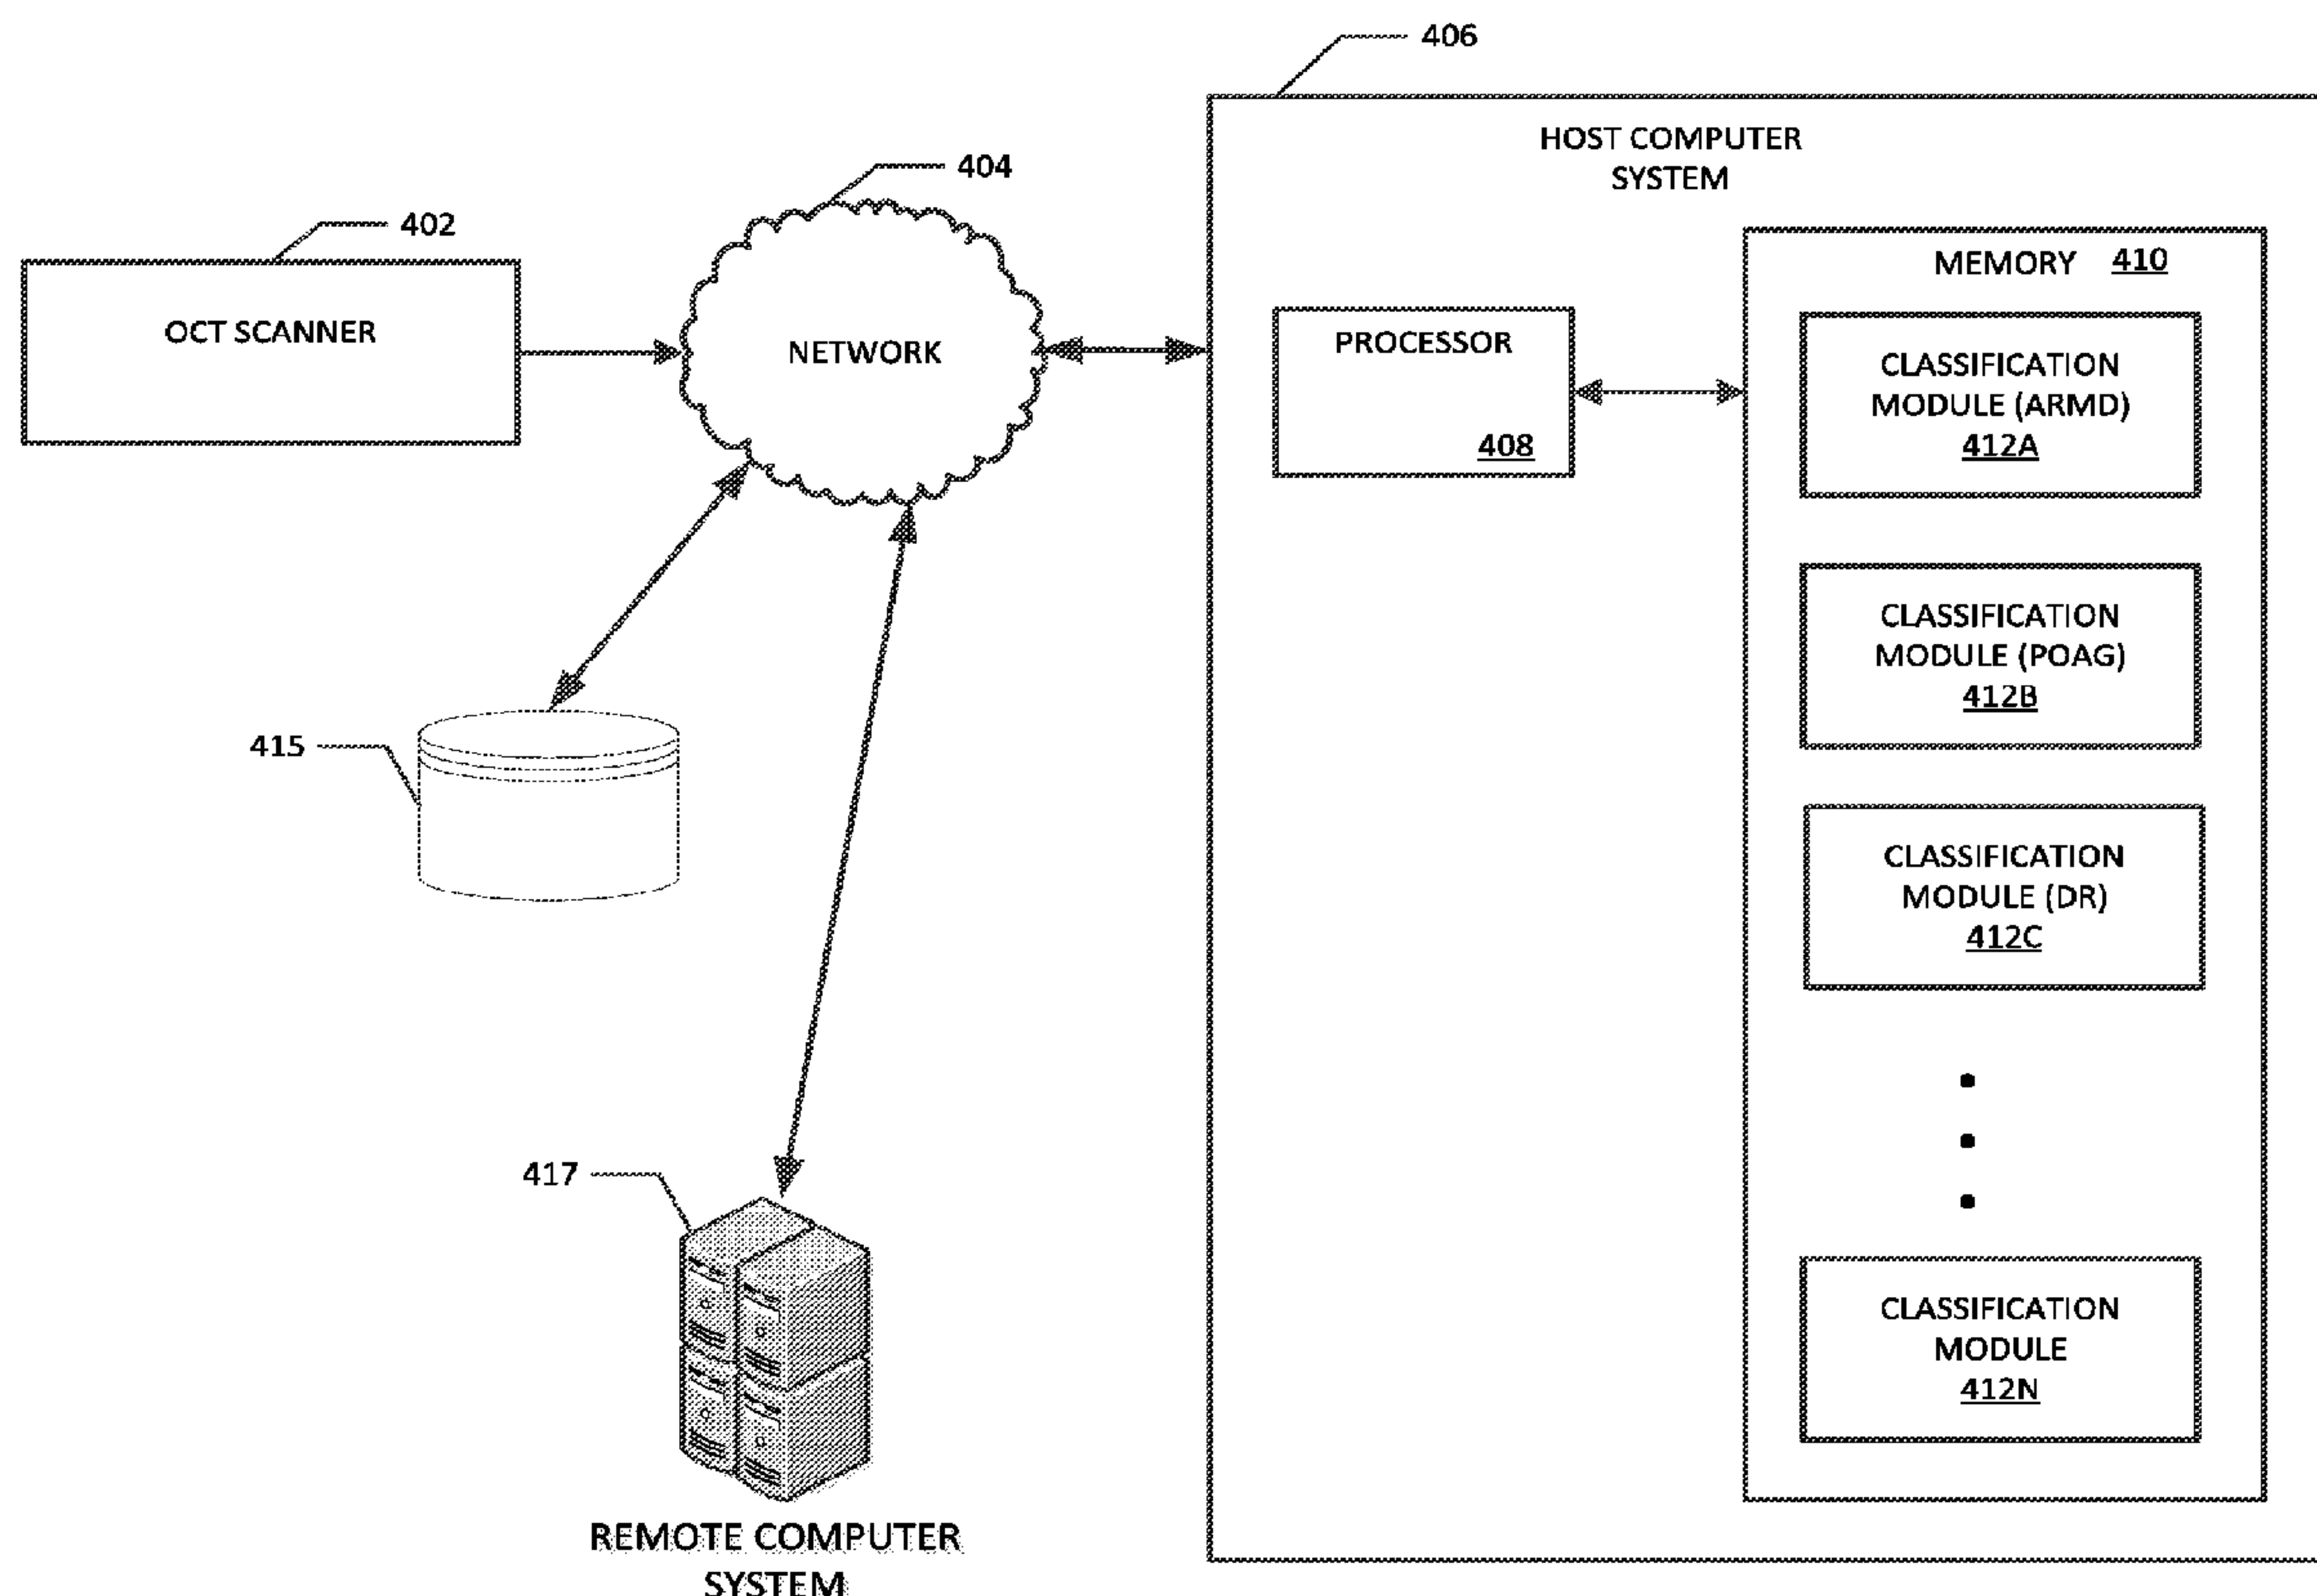 406
HOST COMPUTER
SYSTEM
404
402
OCT SCANNER
NETWORK
PROCESSOR
408
MEMORY 410
CLASSIFICATION
MODULE (ARMD)
412A
CLASSIFICATION
MODULE (POAG)
412B
CLASSIFICATION
MODULE (DR)
412C
CLASSIFICATION
MODULE
412N
415
417
REMOTE COMPUTER
SYSTEM